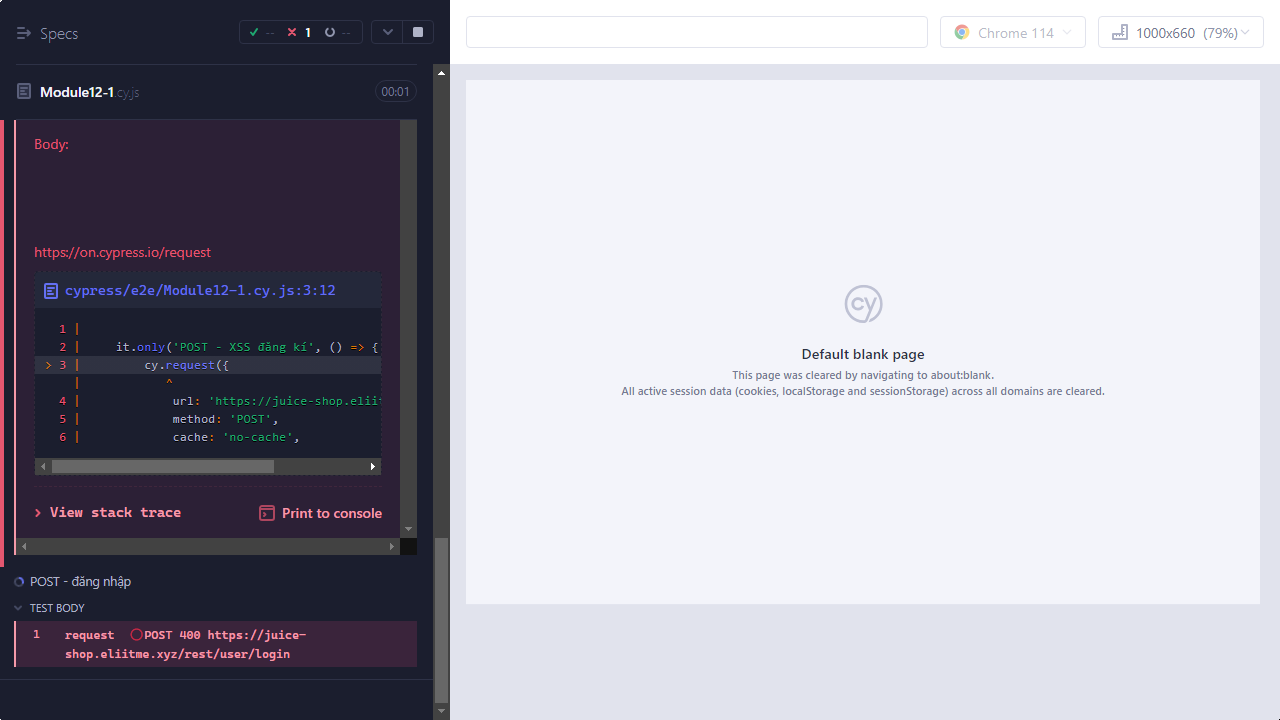 Specs
--
1
--
Chrome 114
1000x660 (79%)
Module12-1.cy.js
00:01
Body:
https://on.cypress.io/request
cypress/e2e/Module12-1.cy.js:3:12
1 |
2 | it.only('POST - XSS đăng kí', () => {
> 3 | cy.request({
| ^
4 | url: 'https://juice-shop.eliit
5 | method: 'POST',
6 | cache: 'no-cache',
View stack trace
Print to console
POST - đăng nhập
TEST BODY
1 request POST 400 https://juice-
shop.eliitme.xyz/rest/user/login
cy
Default blank page
This page was cleared by navigating to about:blank.
All active session data (cookies, localStorage and sessionStorage) across all domains are cleared.